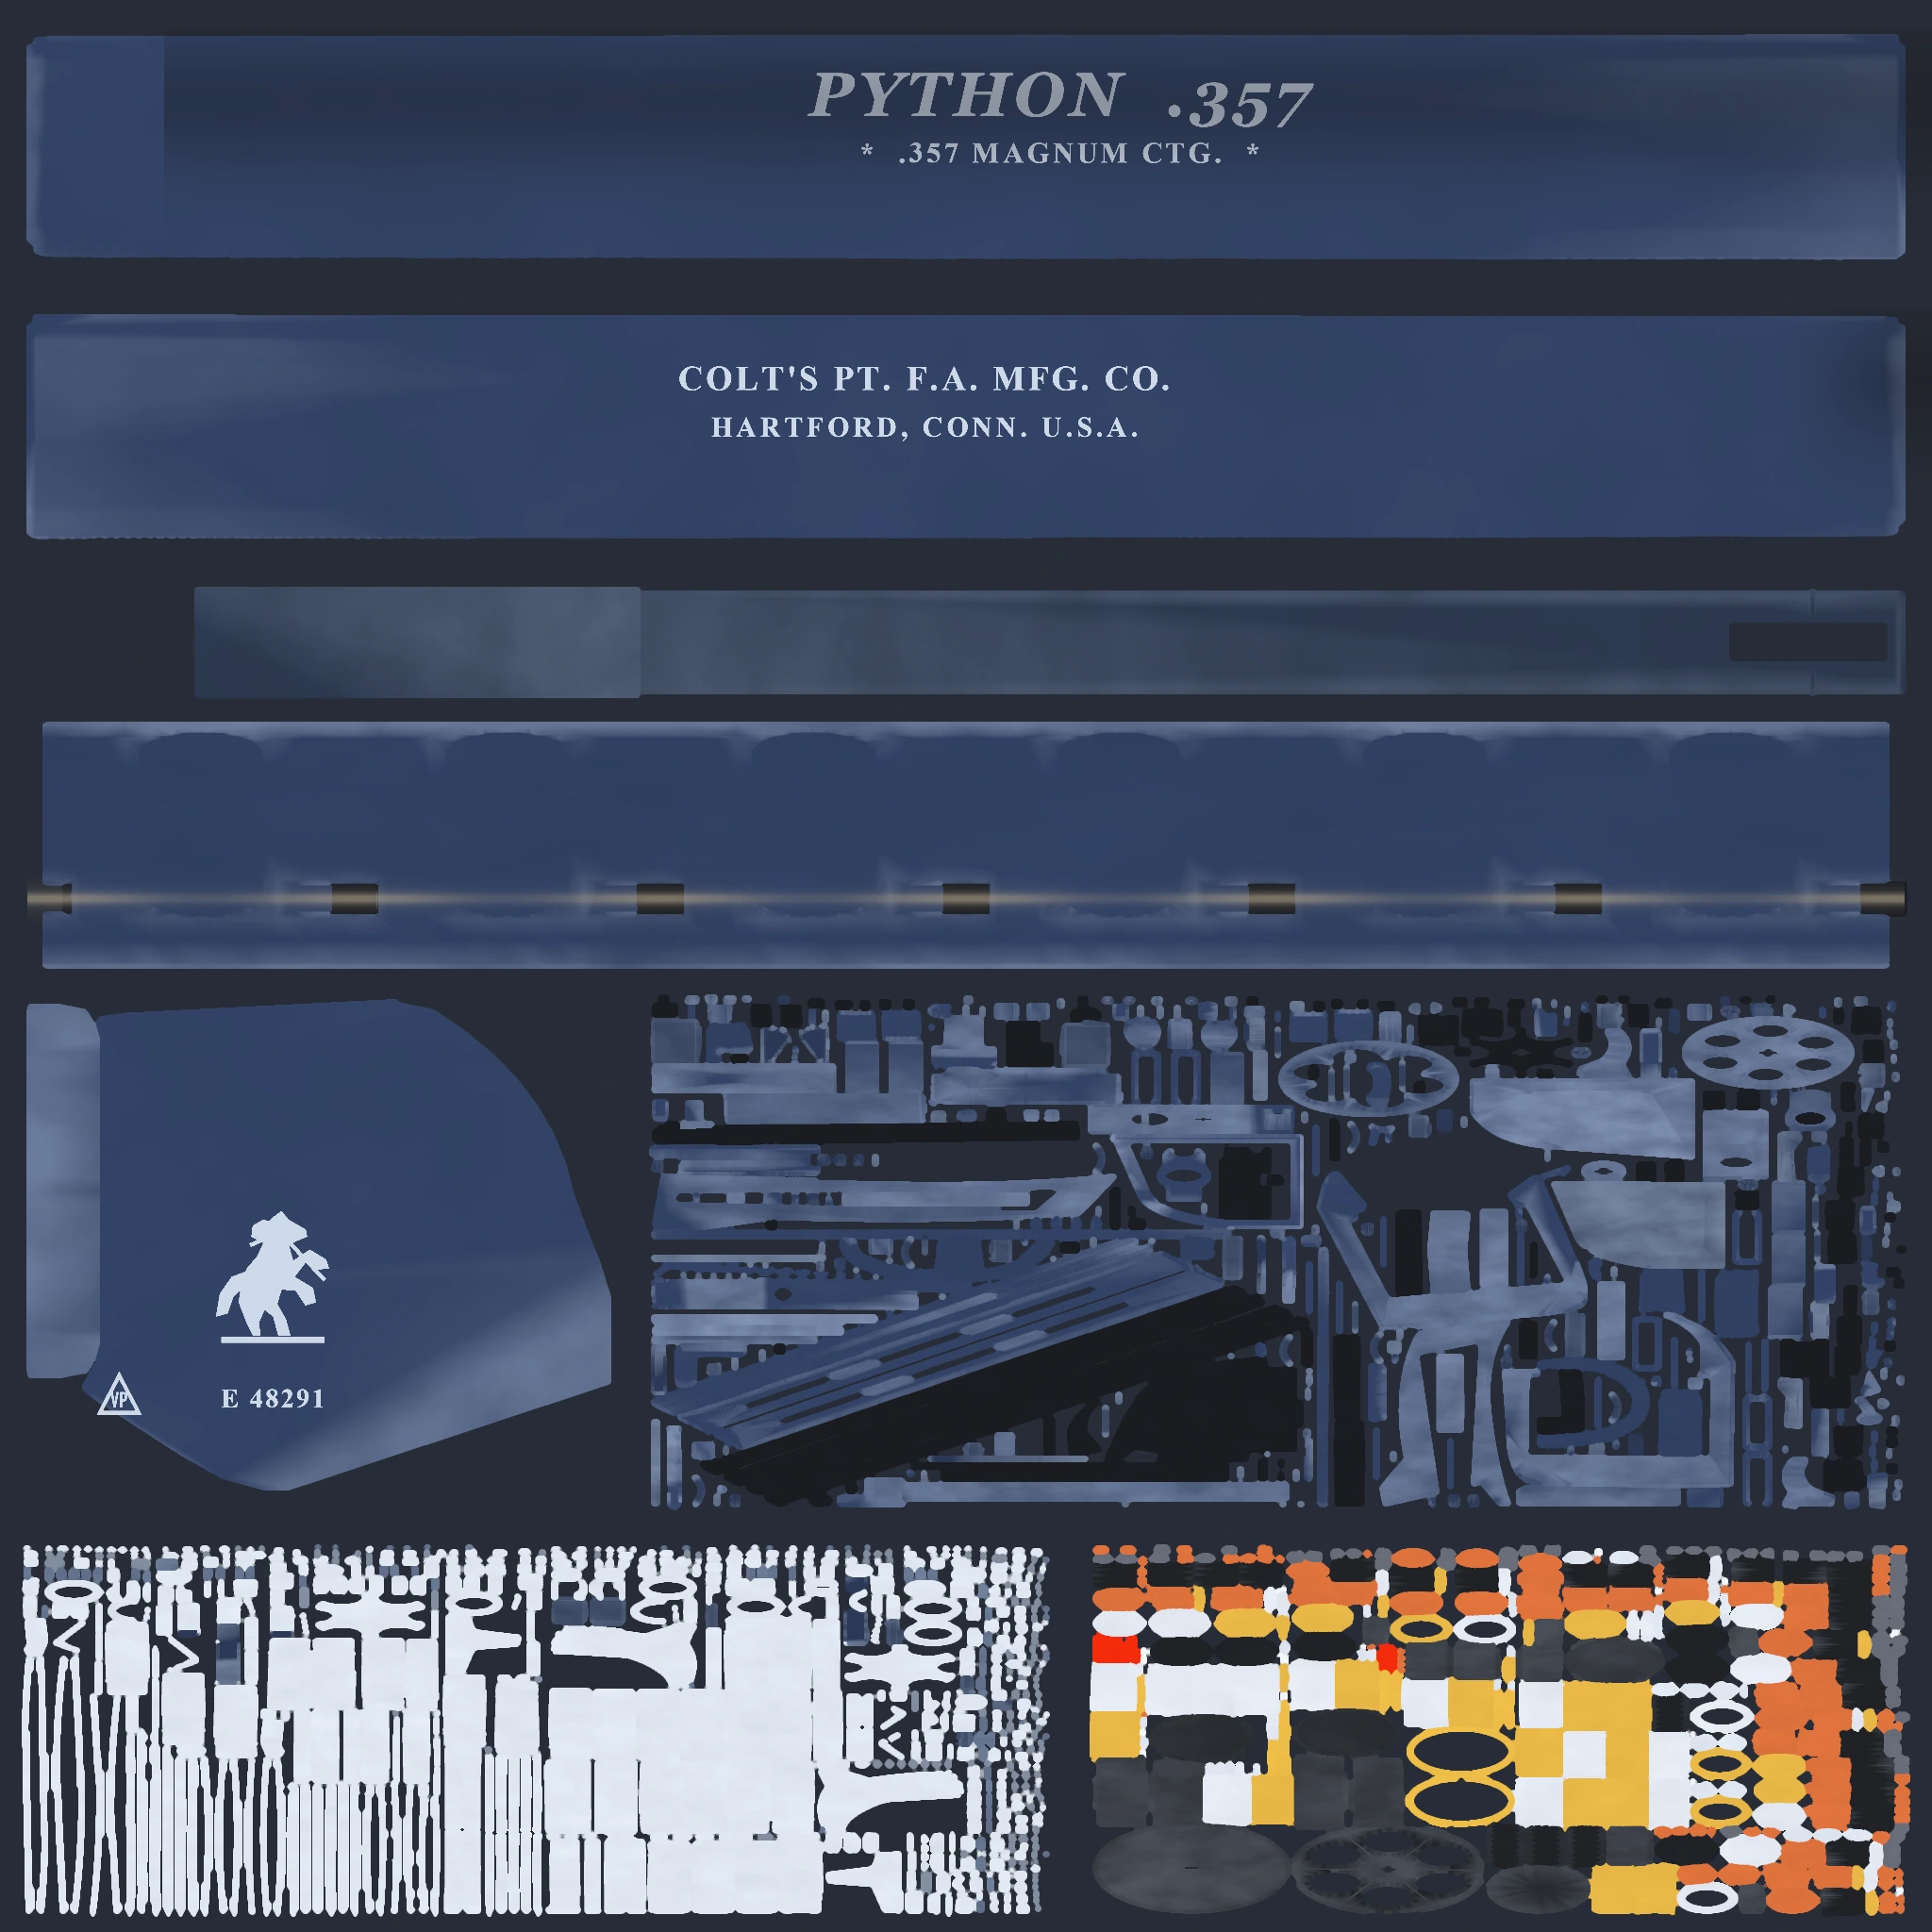 PYTHON .357
* .357 MAGNUM CTG. *
COLT'S PT. F.A. MFG. CO.
HARTFORD, CONN. U.S.A.
VP
E 48291